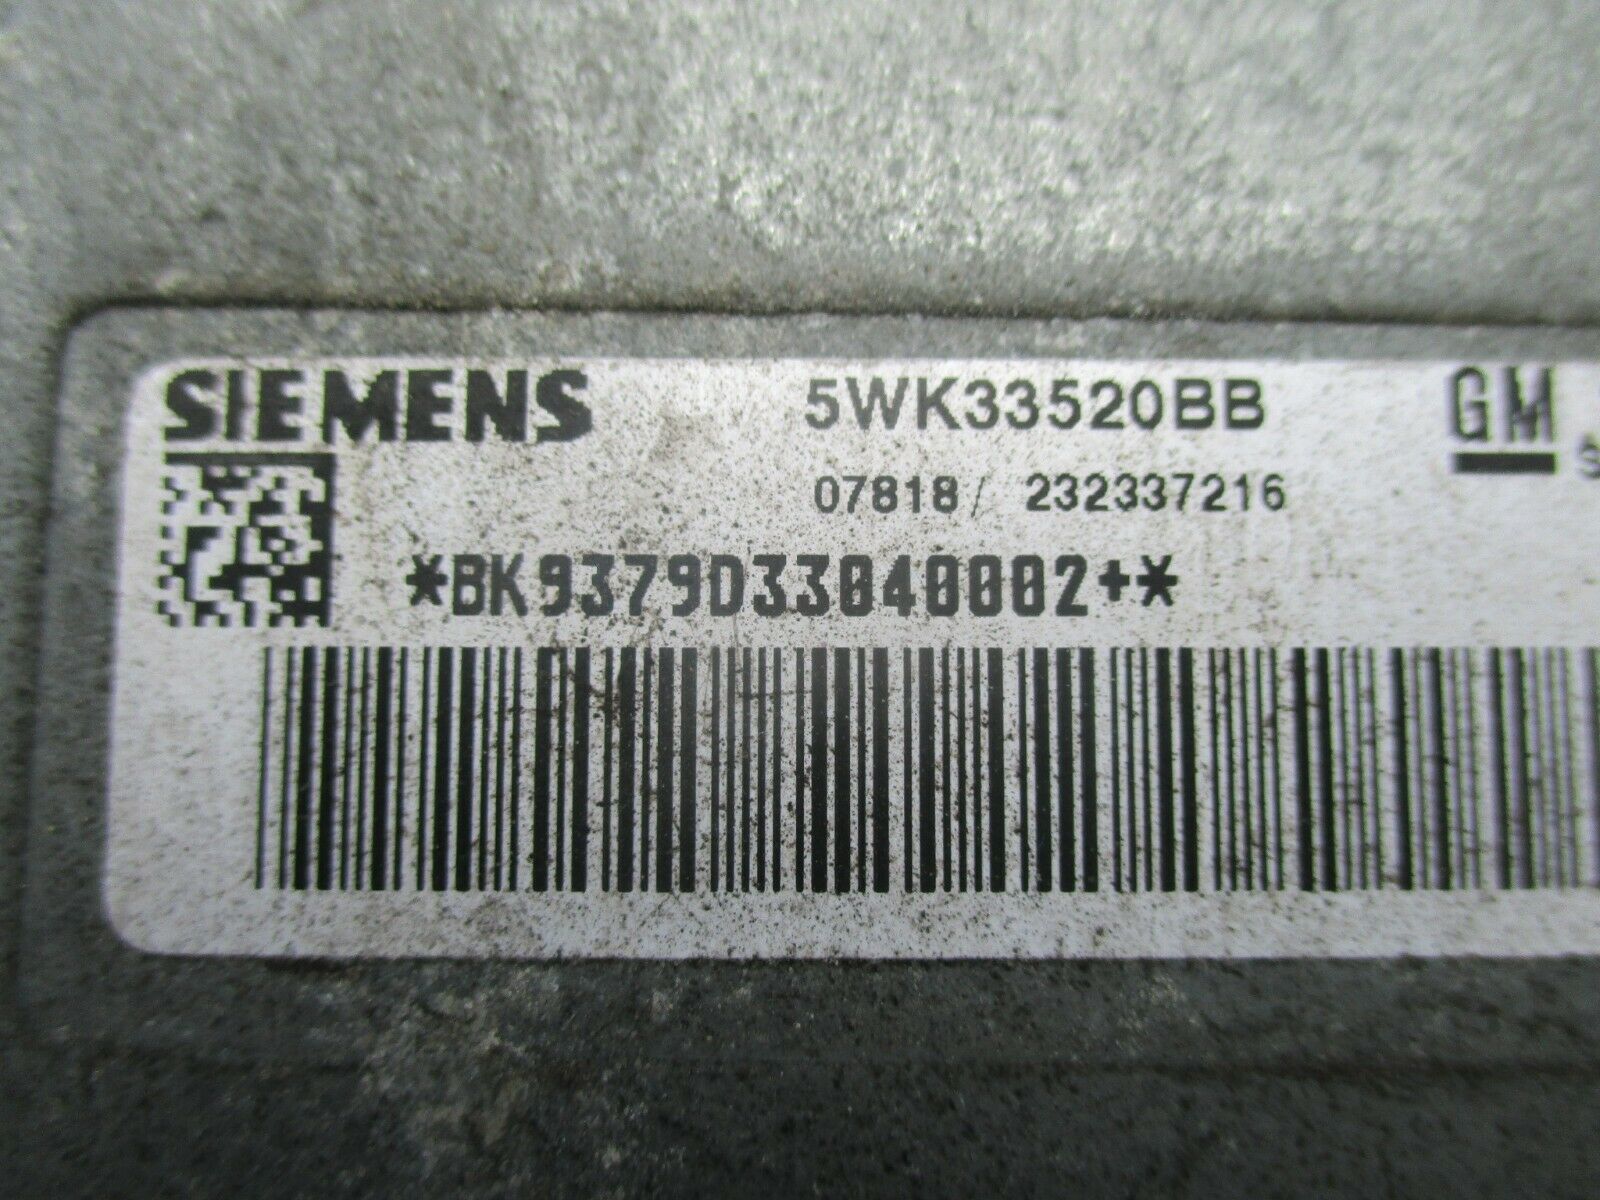 SIEMENS 5WK33520BB GM
07818/ 232337216
*BK9379D33040002+*